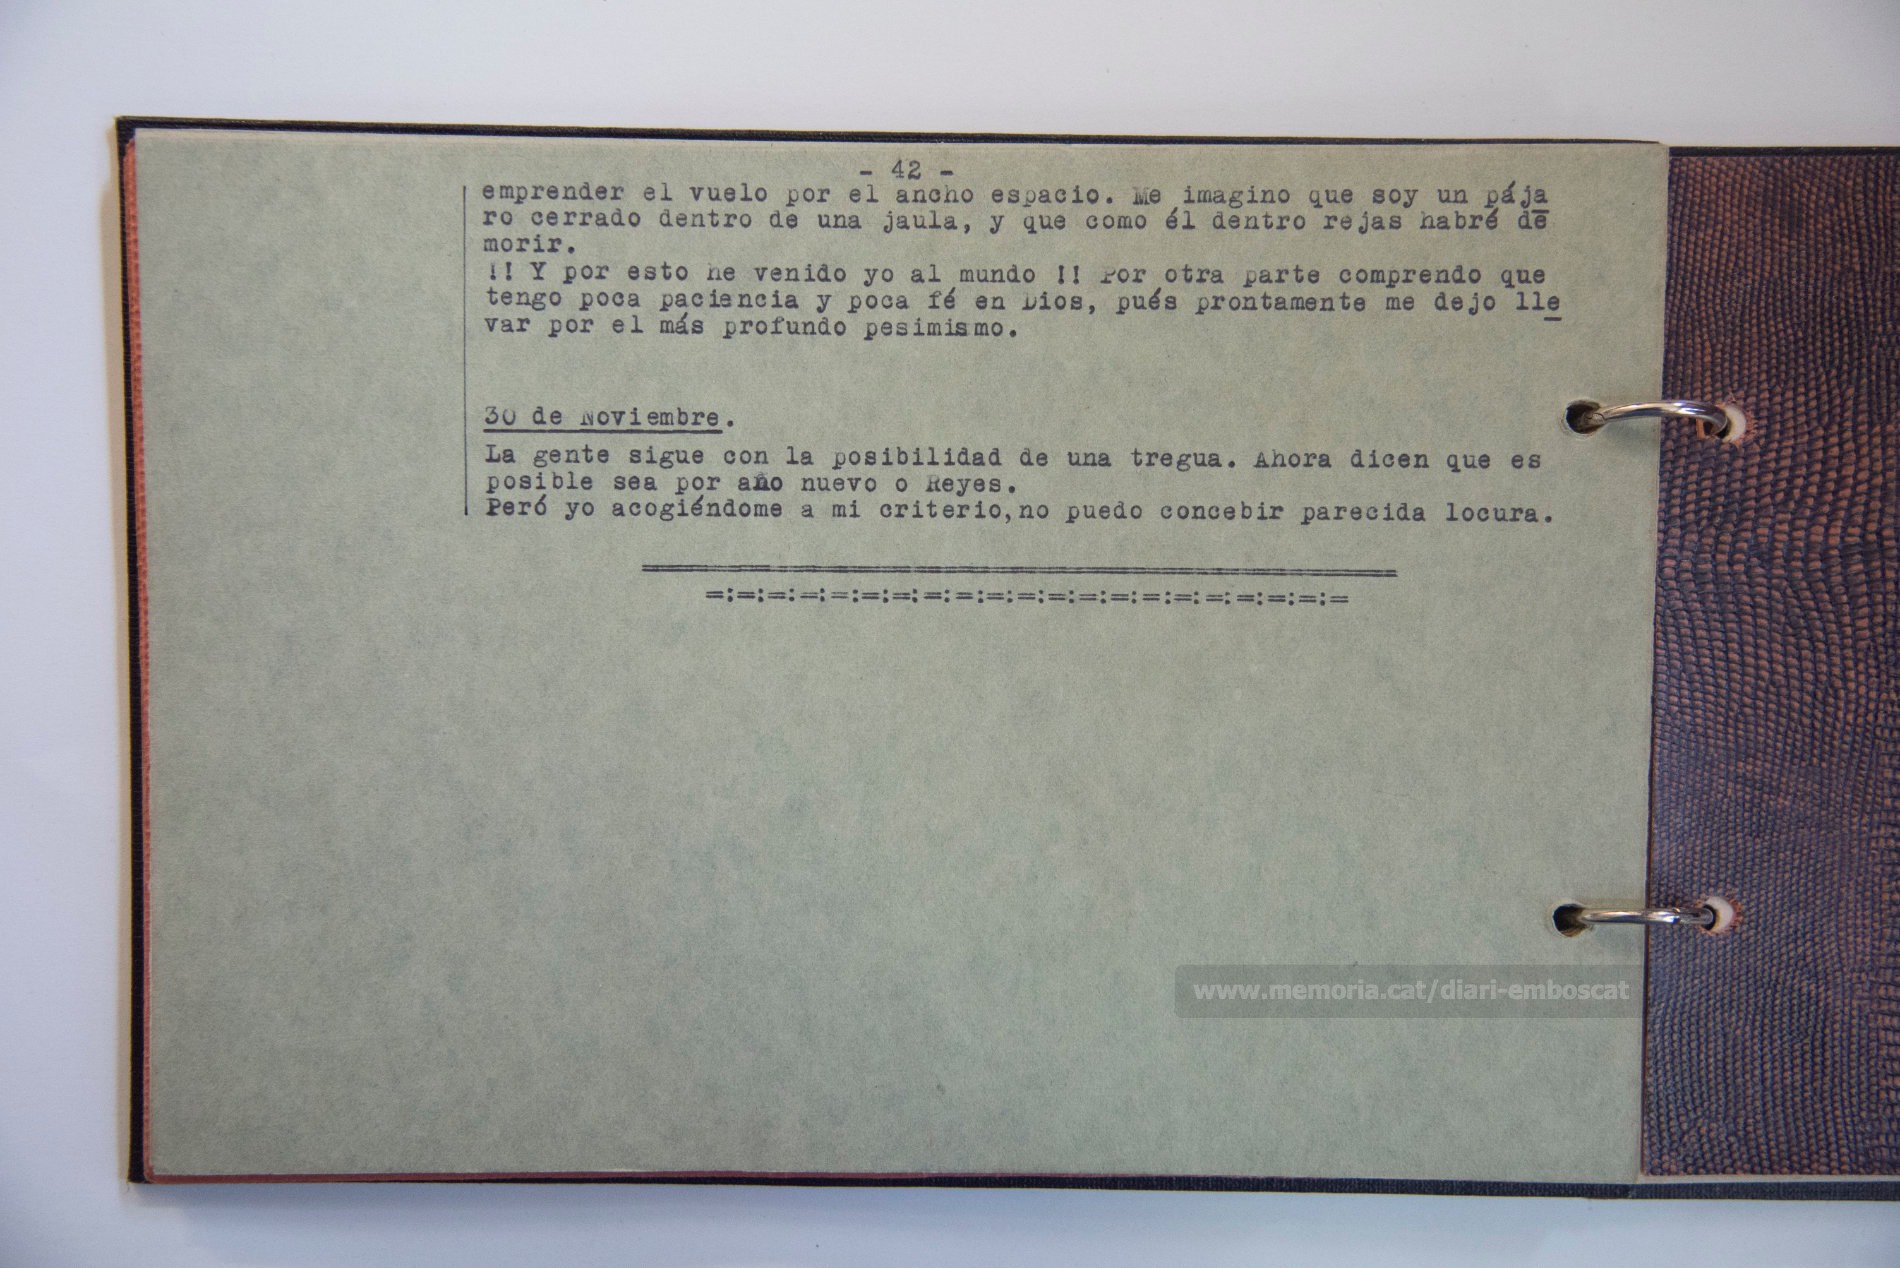 - 42 -
emprender el vuelo por el ancho espacio. Me imagino que soy un pája
ro cerrado dentro de una jaula, y que como él dentro rejas habré de
morir.
!! Y por esto he venido yo al mundo !! Por otra parte comprendo que
tengo poca paciencia y poca fé en Dios, pués prontamente me dejo lle
var por el más profundo pesimismo.
30 de Noviembre.
La gente sigue con la posibilidad de una tregua. Ahora dicen que es
posible sea por año nuevo o Reyes.
Peró yo acogiéndome a mi criterio,no puedo concebir parecida locura.
=:=:=:=:=:=:=:=:=:=:=:=:=:=:=:=:=:=:=:=:=
www.memoria.cat/diari-emboscat